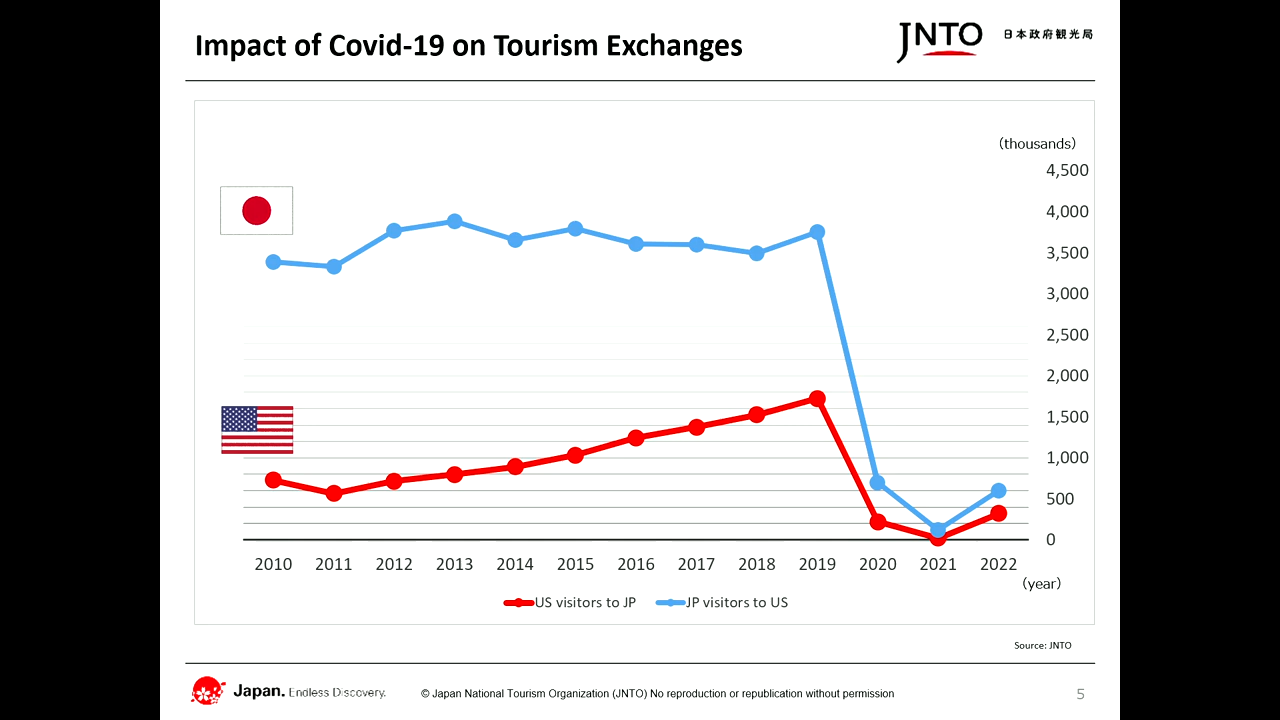 Impact of Covid-19 on Tourism Exchanges
JNTO 日本政府観光局
(thousands)
4,500
4,000
3,500
3,000
2,500
2,000
1,500
1,000
500
0
2010 2011 2012 2013 2014 2015 2016 2017 2018 2019 2020 2021 2022
(year)
US visitors to JP JP visitors to US
Source: JNTO
Japan. Endless Discovery. © Japan National Tourism Organization (JNTO) No reproduction or republication without permission 5